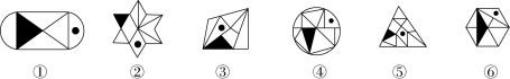 ① ② ③ ④ ⑤ ⑥